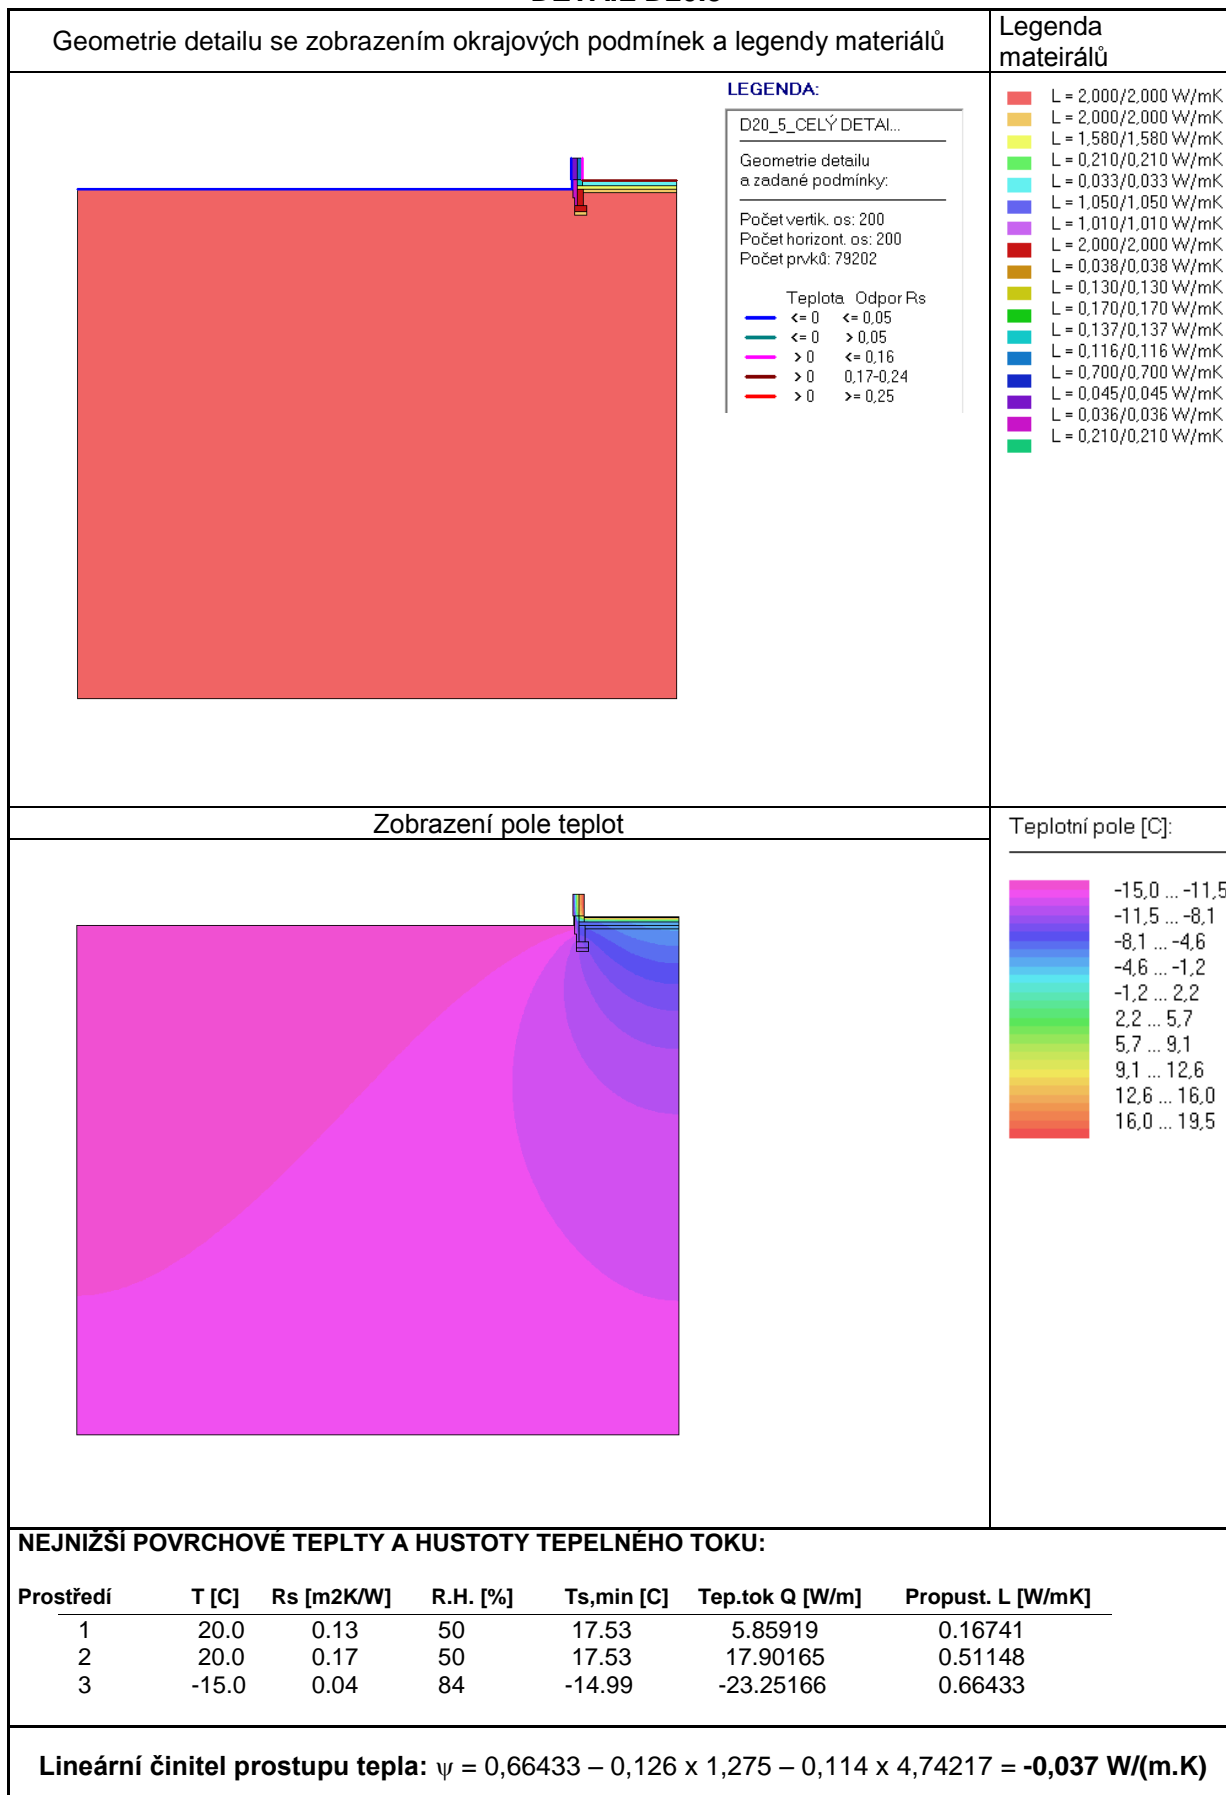 Geometrie detailu se zobrazením okrajových podmínek a legendy materiálů
Legenda
mateirálů
LEGENDA:
D20_5_CELÝ DETAI...
Geometrie detailu
a zadané podmínky:
Počet vertik. os: 200
Počet horizont. os: 200
Počet prvků: 79202
Teplota Odpor Rs
<= 0 <= 0,05
<= 0 > 0,05
> 0 <= 0,16
> 0 0,17-0,24
> 0 >= 0,25
L = 2,000/2,000 W/mK
L = 2,000/2,000 W/mK
L = 1,580/1,580 W/mK
L = 0,210/0,210 W/mK
L = 0,033/0,033 W/mK
L = 1,050/1,050 W/mK
L = 1,010/1,010 W/mK
L = 2,000/2,000 W/mK
L = 0,038/0,038 W/mK
L = 0,130/0,130 W/mK
L = 0,170/0,170 W/mK
L = 0,137/0,137 W/mK
L = 0,116/0,116 W/mK
L = 0,700/0,700 W/mK
L = 0,045/0,045 W/mK
L = 0,036/0,036 W/mK
L = 0,210/0,210 W/mK
Zobrazení pole teplot
Teplotní pole [C]:
-15,0 ... -11,5
-11,5 ... -8,1
-8,1 ... -4,6
-4,6 ... -1,2
-1,2 ... 2,2
2,2 ... 5,7
5,7 ... 9,1
9,1 ... 12,6
12,6 ... 16,0
16,0 ... 19,5
NEJNIŽŠÍ POVRCHOVÉ TEPLTY A HUSTOTY TEPELNÉHO TOKU:
Prostředí T [C] Rs [m2K/W] R.H. [%] Ts,min [C] Tep.tok Q [W/m] Propust. L [W/mK]
1 20.0 0.13 50 17.53 5.85919 0.16741
2 20.0 0.17 50 17.53 17.90165 0.51148
3 -15.0 0.04 84 -14.99 -23.25166 0.66433
Lineární činitel prostupu tepla: ψ = 0,66433 – 0,126 x 1,275 – 0,114 x 4,74217 = -0,037 W/(m.K)